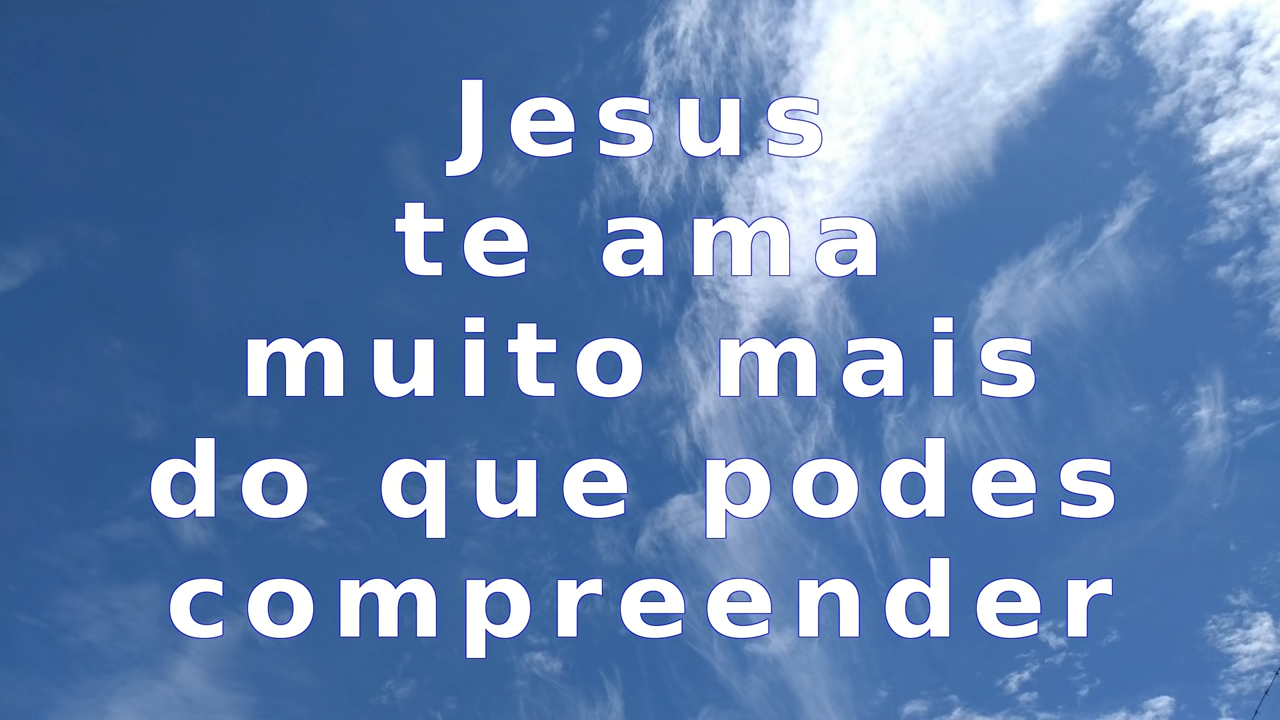 Jesus
te ama
muito mais
do que podes
compreender